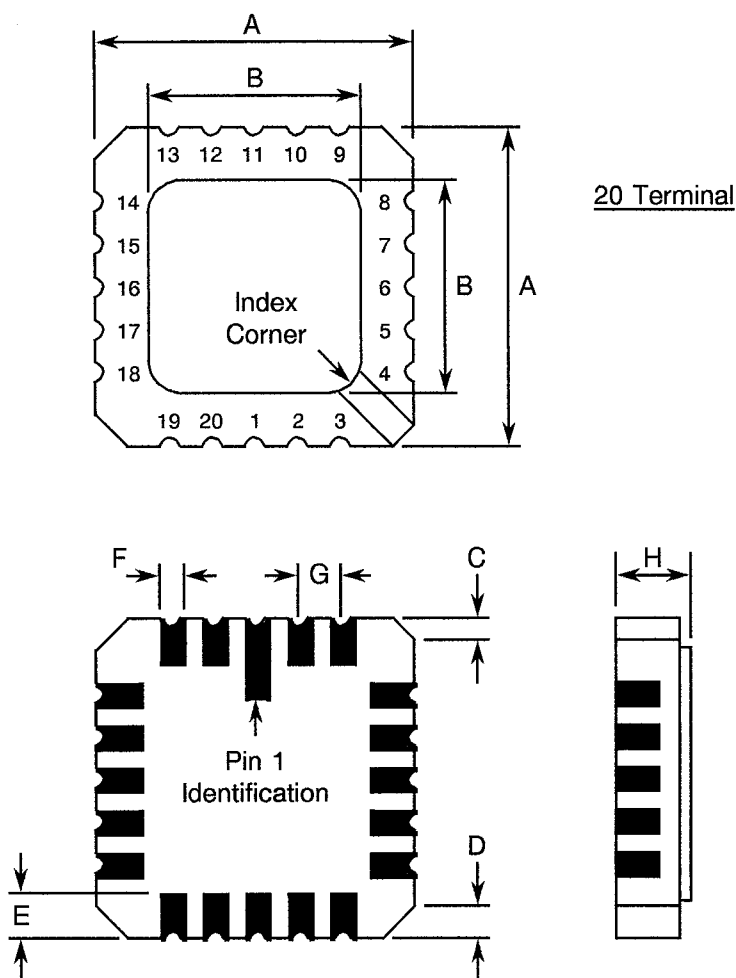 A
B
13 12 11 10 9
14 8
20 Terminal
15 7
16 6
B A
Index
Corner
17 5
18 4
19 20 1 2 3
F G C H
Pin 1
Identification
D
E